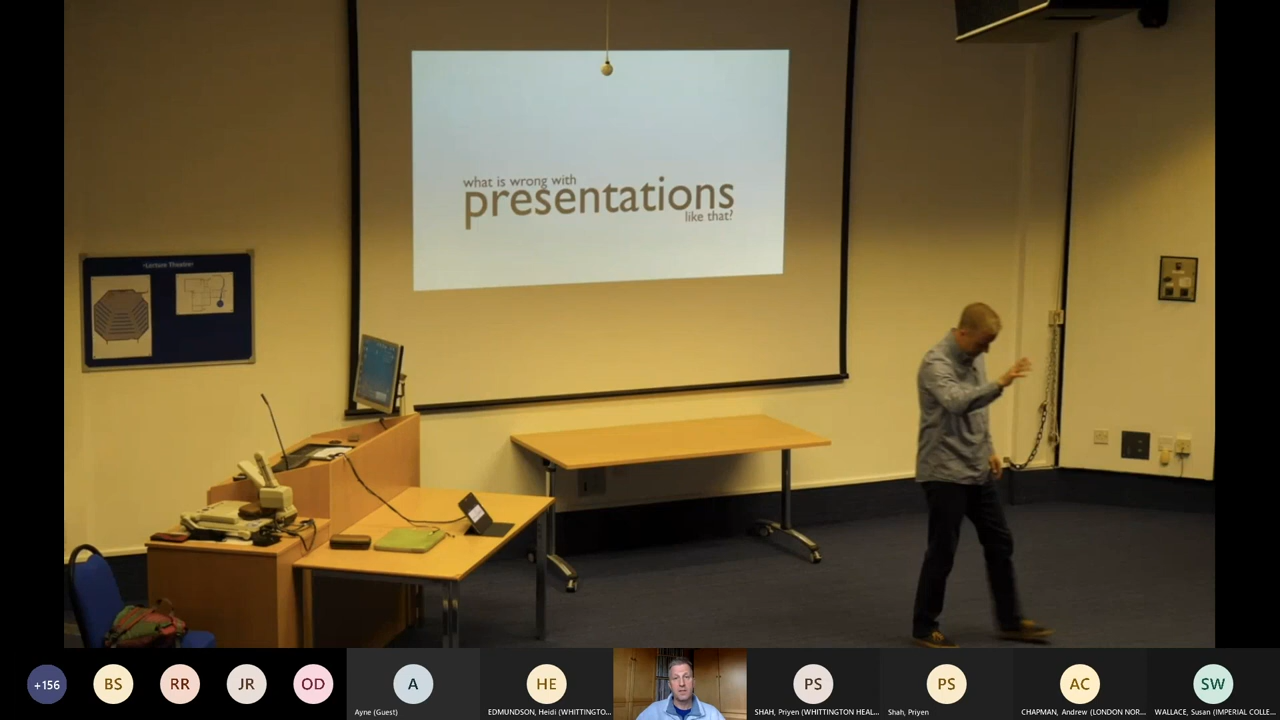 what is wrong with
presentations
like that?
Lecture Theatre
+156
BS
RR
JR
OD
A
Ayne (Guest)
HE
EDMUNDSON, Heidi (WHITTINGTO...
PS
SHAH, Priyen (WHITTINGTON HEAL...
PS
Shah, Priyen
AC
CHAPMAN, Andrew (LONDON NOR...
SW
WALLACE, Susan (IMPERIAL COLLE...